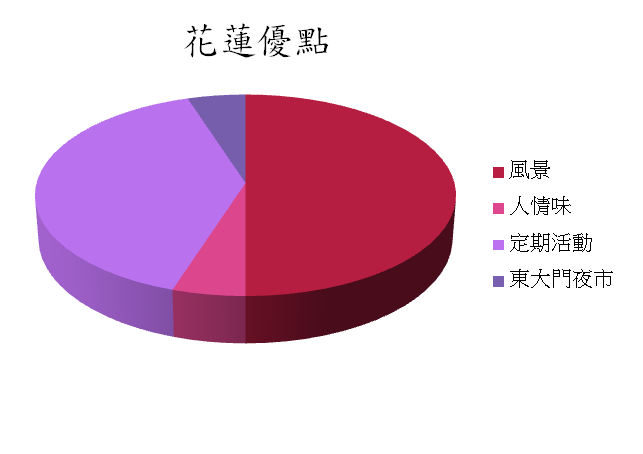 花蓮優點
風景
人情味
定期活動
東大門夜市